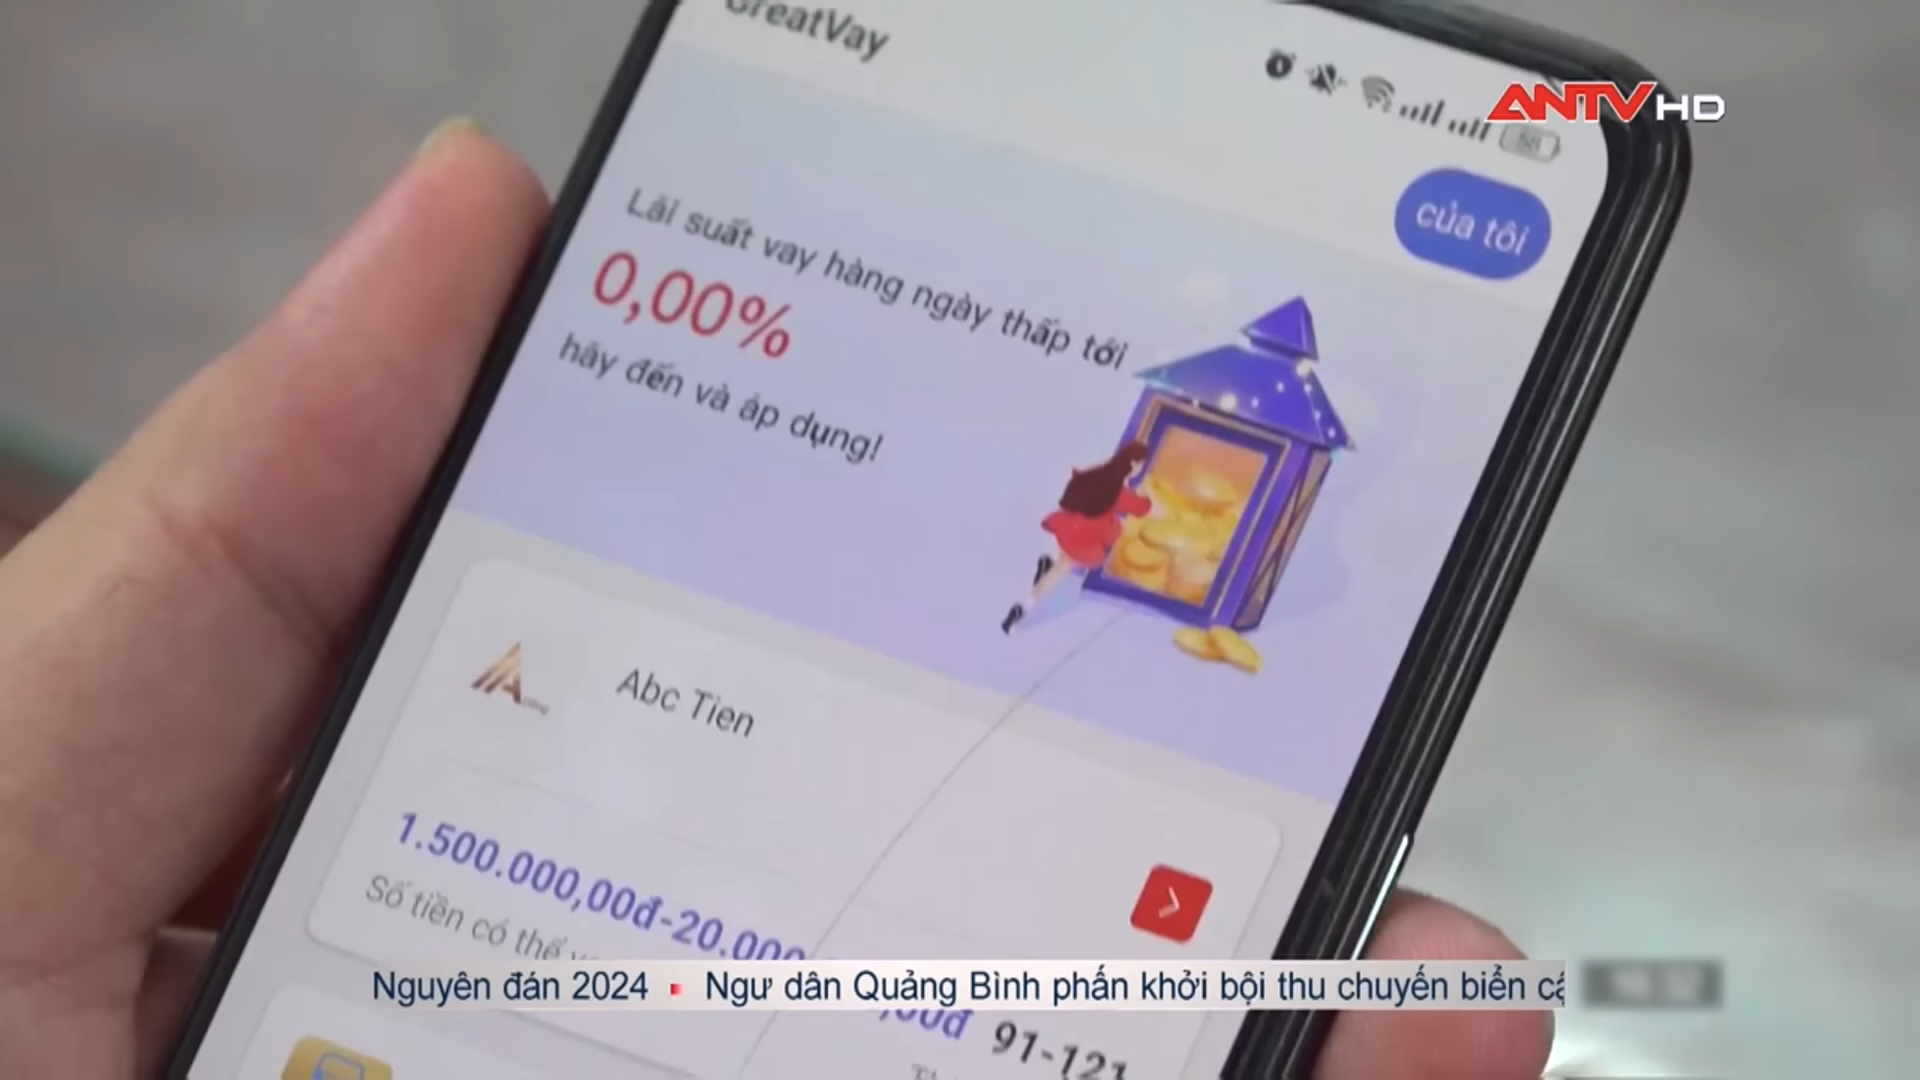 GreatVay
ANTV HD
của tôi
Lãi suất vay hàng ngày thấp tới
0,00%
hãy đến và áp dụng!
Abc Tien
1.500.000,00đ-20.000
Số tiền có thể
Nguyên đán 2024 ▪ Ngư dân Quảng Bình phấn khởi bội thu chuyến biển
,00đ 91-121